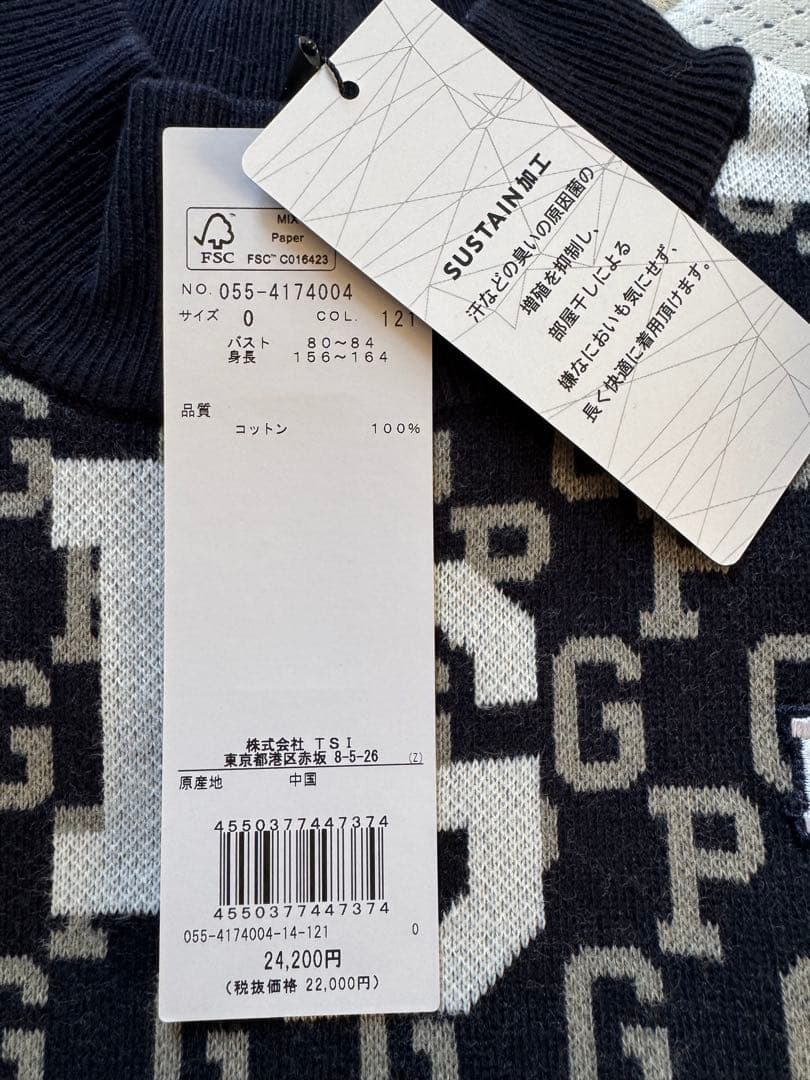 SUSTAIN加工
汗などの臭いの原因菌の
増殖を抑制し、
部屋干しによる
嫌なにおいも気にせず、
長く快適に着用頂けます。
MIX
Paper
FSC
FSC™ C016423
NO. 055-4174004
サイズ 0 COL. 121
バスト 80～84
身長 156～164
品質
コットン 100%
株式会社 TSI
東京都港区赤坂 8-5-26 (Z)
原産地 中国
4550377447374
4550377447374
055-4174004-14-121 0
24,200円
(税抜価格 22,000円)
G P G P
G G P
G P
G G G G